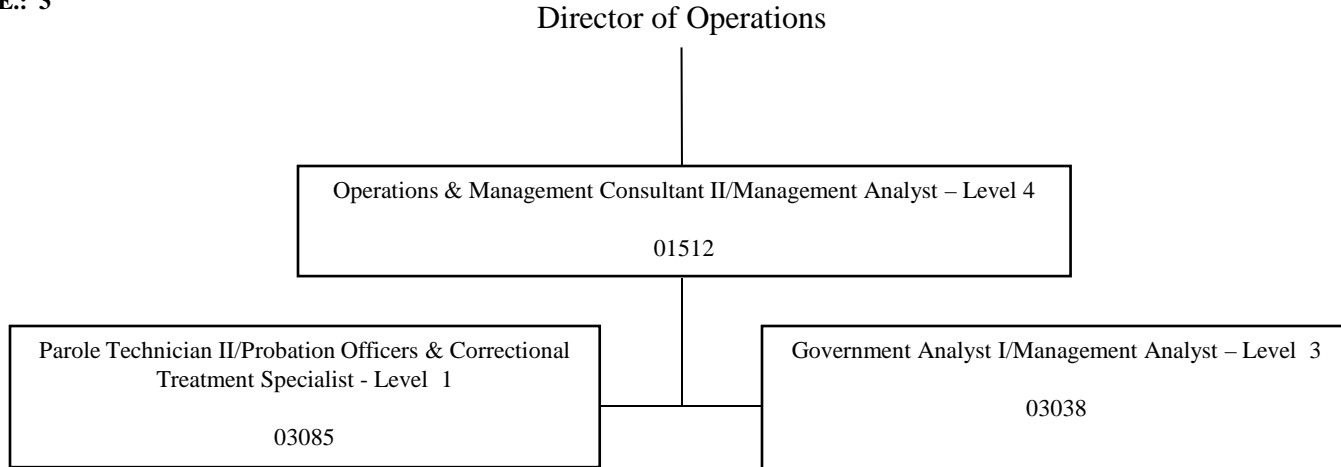 E.: 3
Director of Operations
Operations & Management Consultant II/Management Analyst – Level 4
01512
Parole Technician II/Probation Officers & Correctional
Treatment Specialist - Level 1
03085
Government Analyst I/Management Analyst – Level 3
03038